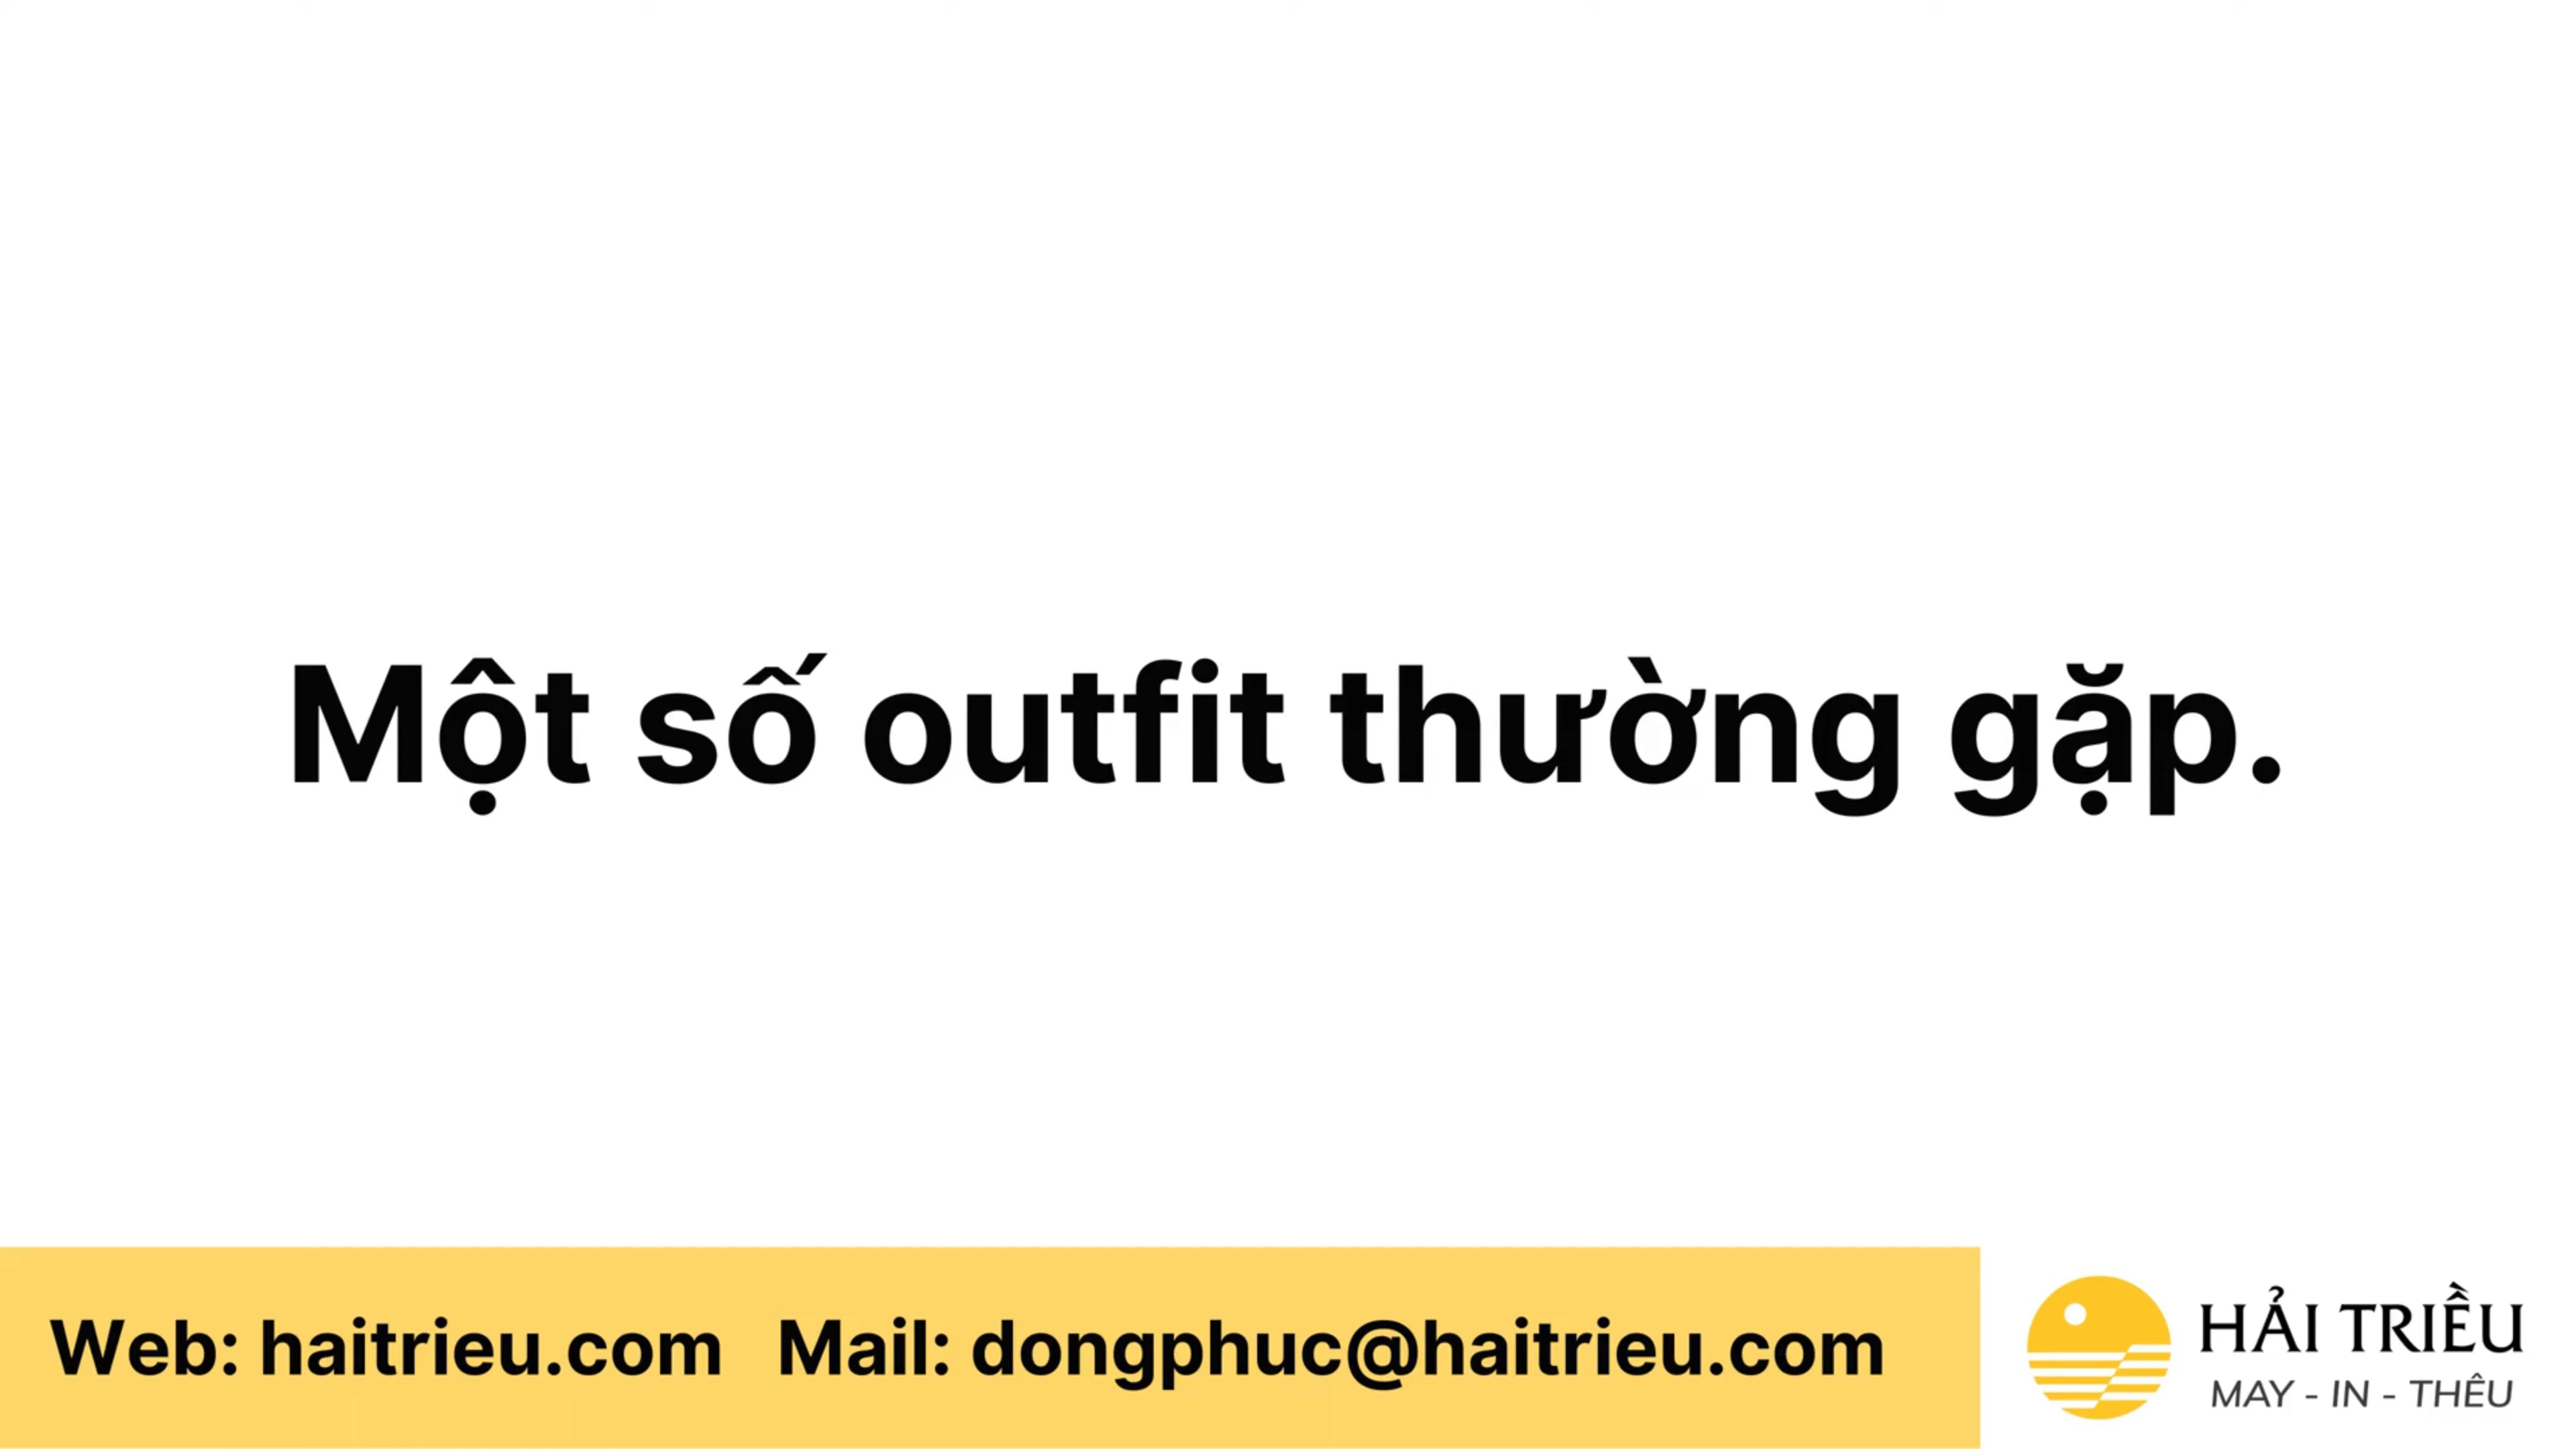 Một số outfit thường gặp.
Web: haitrieu.com Mail: dongphuc@haitrieu.com
HẢI TRIỀU
MAY - IN - THÊU